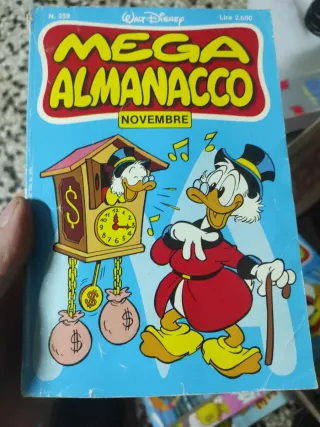 N. 359
WALT DISNEY
Lire 2.500
MEGA
ALMANACCO
NOVEMBRE
$
$
$
$